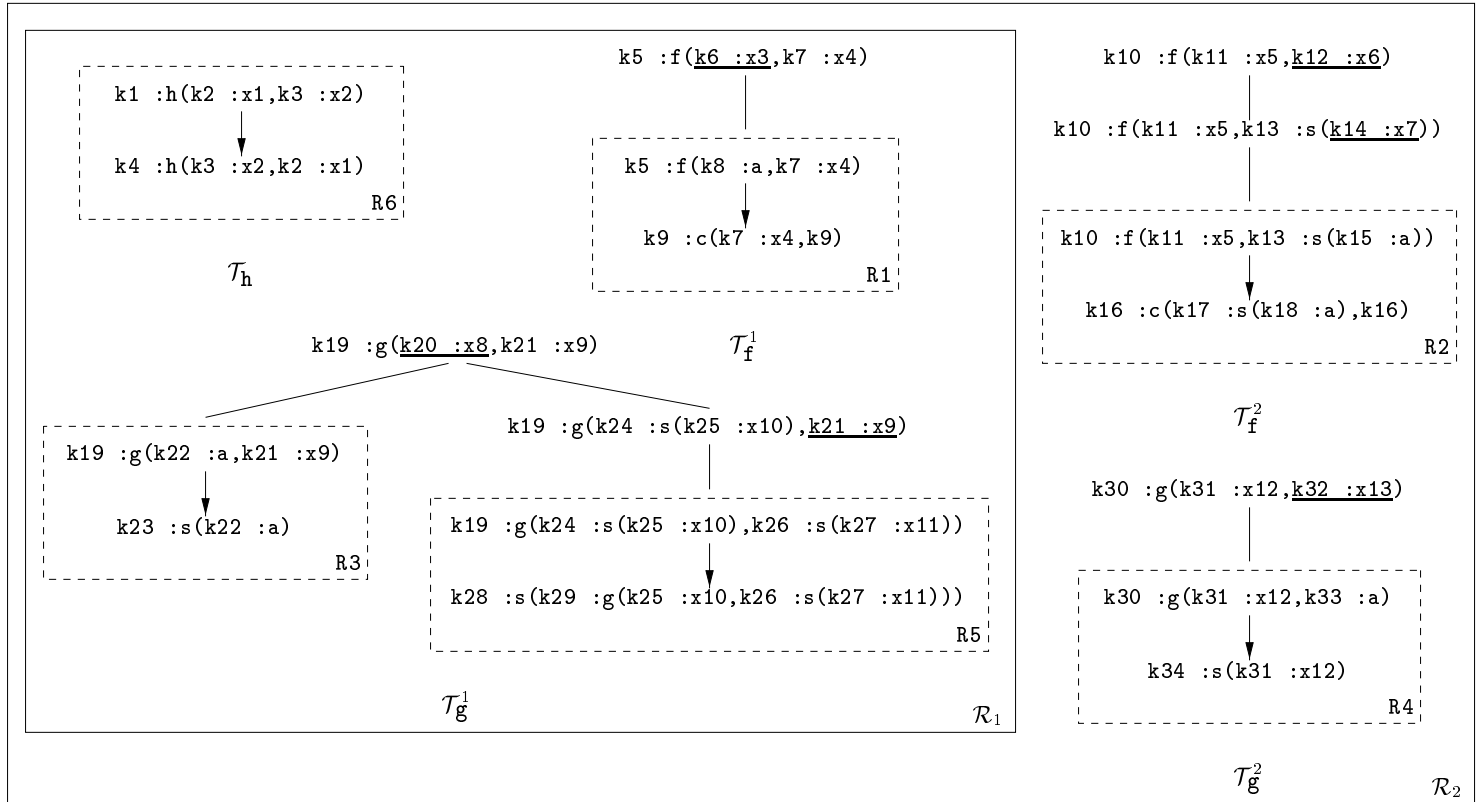 k1 :h(k2 :x1,k3 :x2)
k4 :h(k3 :x2,k2 :x1)
R6
𝒯h
k5 :f(k6 :x3,k7 :x4)
k5 :f(k8 :a,k7 :x4)
k9 :c(k7 :x4,k9)
R1
𝒯f¹
k19 :g(k20 :x8,k21 :x9)
k19 :g(k22 :a,k21 :x9)
k23 :s(k22 :a)
R3
k19 :g(k24 :s(k25 :x10),k21 :x9)
k19 :g(k24 :s(k25 :x10),k26 :s(k27 :x11))
k28 :s(k29 :g(k25 :x10,k26 :s(k27 :x11)))
R5
𝒯g¹
ℛ₁
k10 :f(k11 :x5,k12 :x6)
k10 :f(k11 :x5,k13 :s(k14 :x7))
k10 :f(k11 :x5,k13 :s(k15 :a))
k16 :c(k17 :s(k18 :a),k16)
R2
𝒯f²
k30 :g(k31 :x12,k32 :x13)
k30 :g(k31 :x12,k33 :a)
k34 :s(k31 :x12)
R4
𝒯g²
ℛ₂